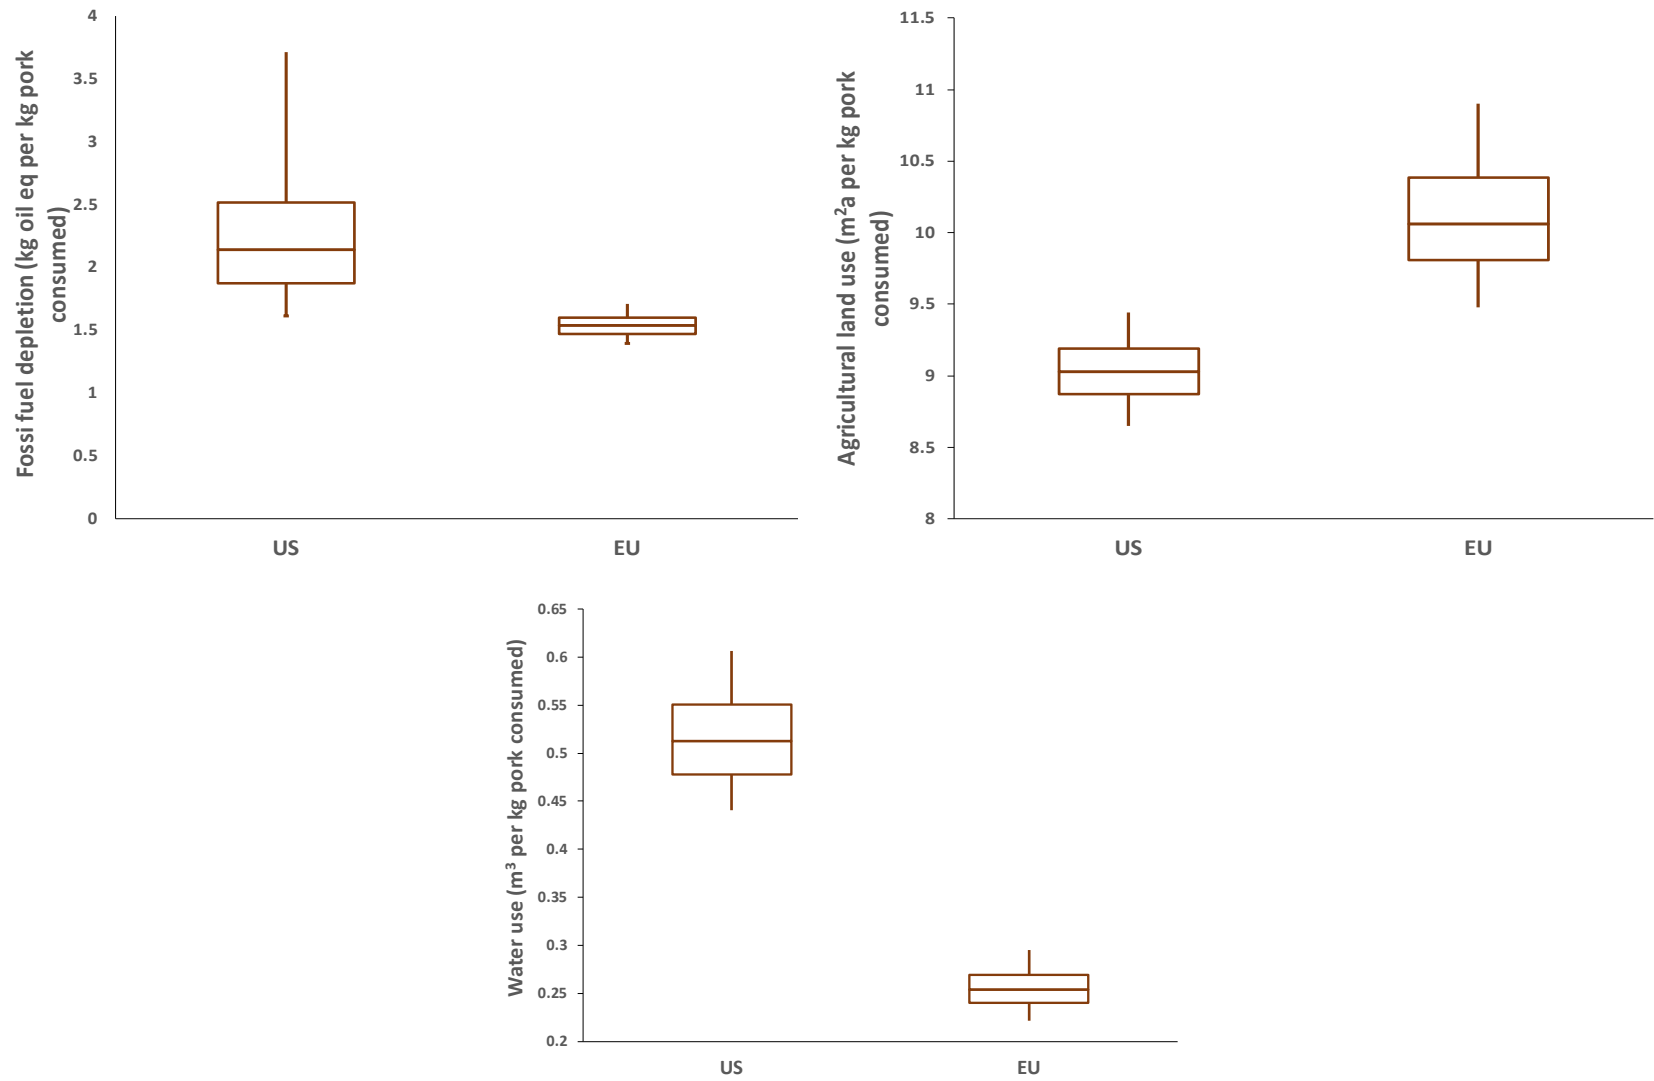 Fossi fuel depletion (kg oil eq per kg pork
consumed)
4
3.5
3
2.5
2
1.5
1
0.5
0
US
EU
Agricultural land use (m²a per kg pork
consumed)
11.5
11
10.5
10
9.5
9
8.5
8
US
EU
Water use (m³ per kg pork consumed)
0.65
0.6
0.55
0.5
0.45
0.4
0.35
0.3
0.25
0.2
US
EU